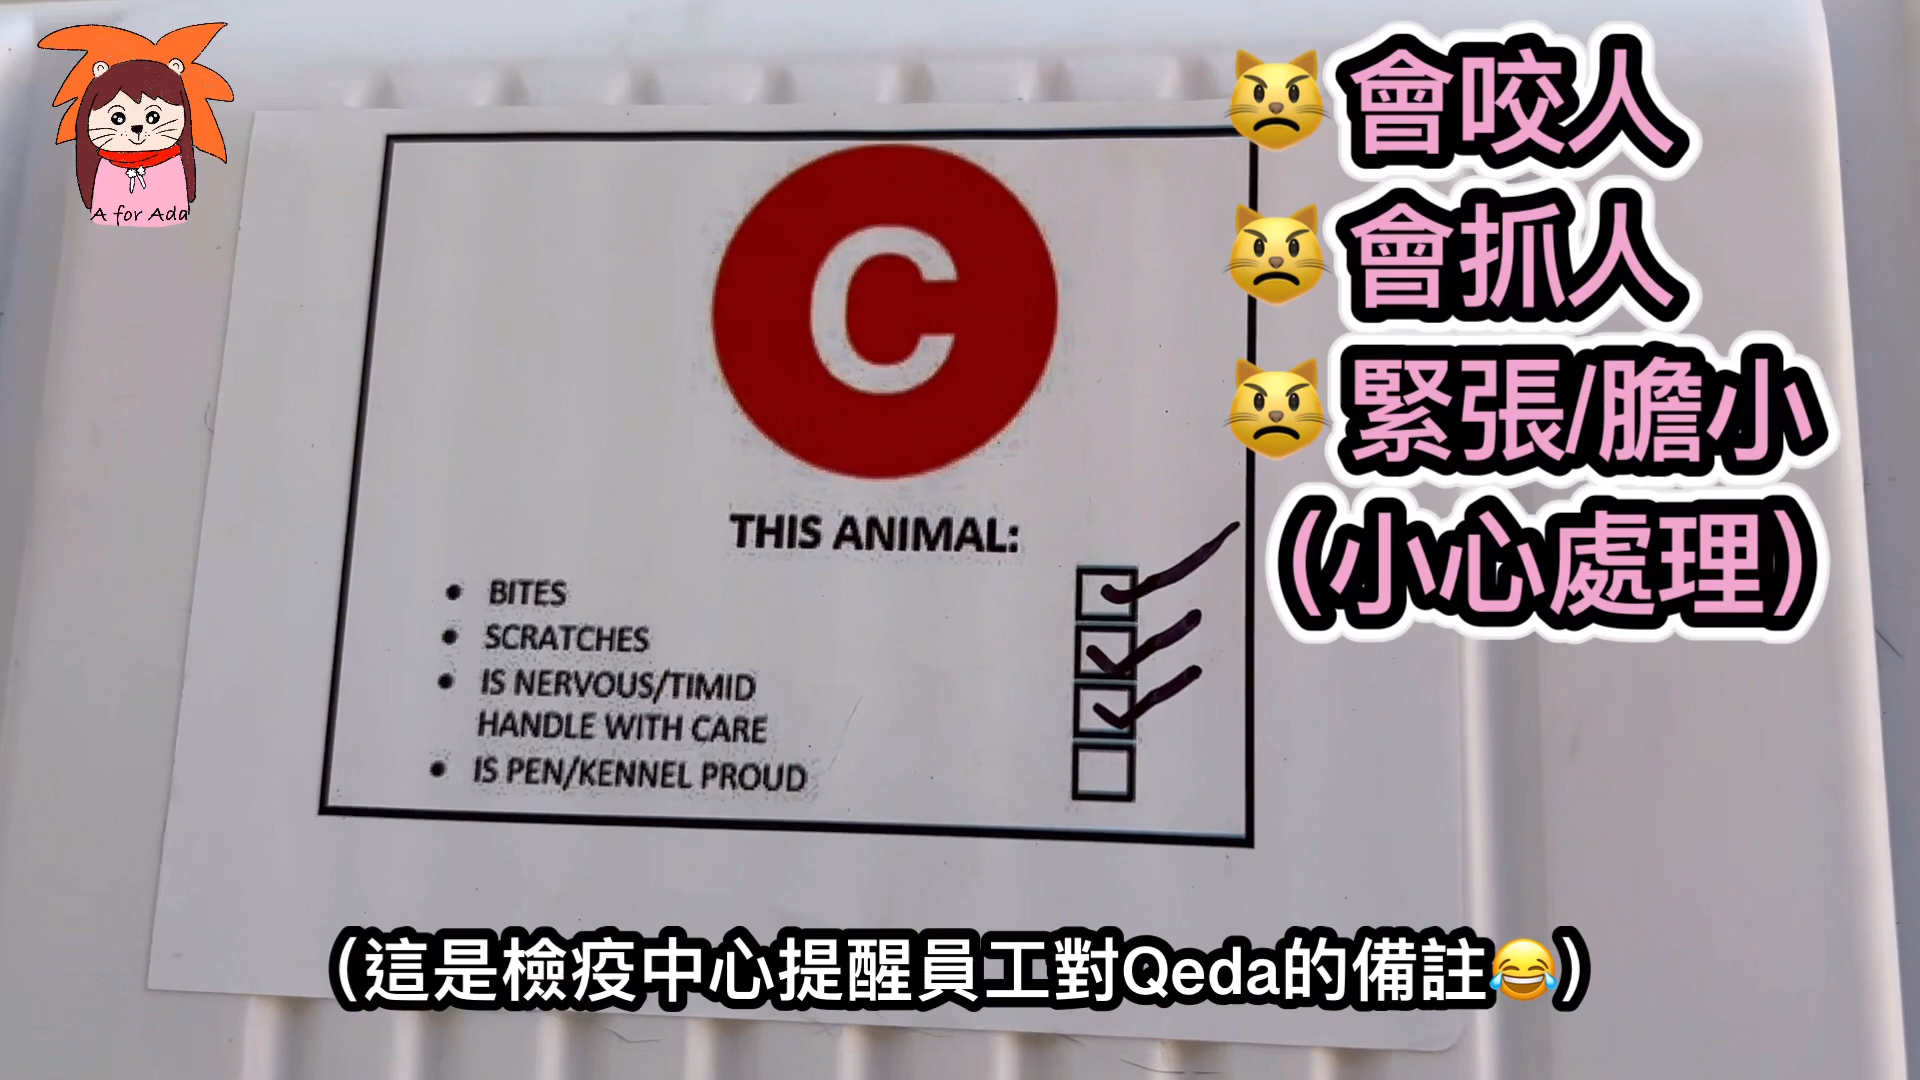 A for Ada
😾會咬人
😾會抓人
😾緊張/膽小
(小心處理)
C
THIS ANIMAL:
• BITES
• SCRATCHES
• IS NERVOUS/TIMID
HANDLE WITH CARE
• IS PEN/KENNEL PROUD
(這是檢疫中心提醒員工對Qeda的備註😂)